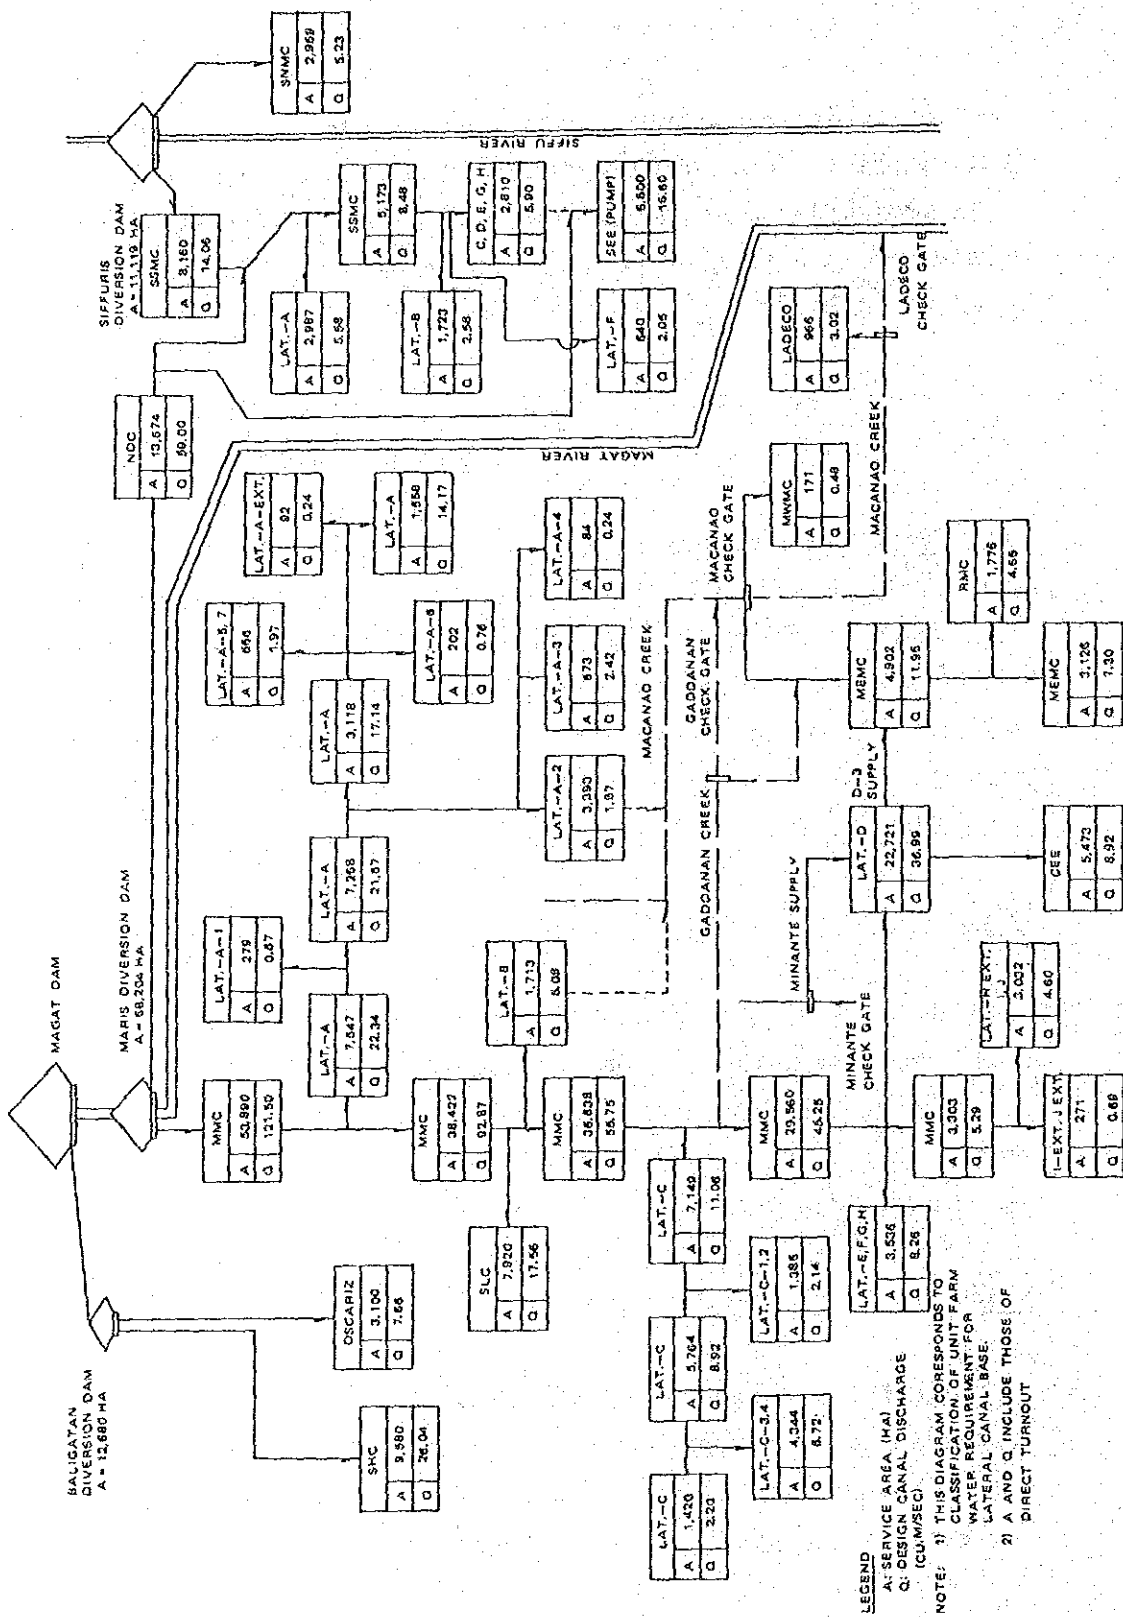 MAGAT DAM
BALIGATAN
DIVERSION DAM
A = 12,680 HA
MARIS DIVERSION DAM
A = 68,204 HA
SIFFURIS
DIVERSION DAM
A = 11,119 HA
SHC
A 9,580
Q 26.04
OSCARIZ
A 3,100
Q 7.66
MMC
A 53,890
Q 121.50
NDC
A 13,674
Q 59.00
SSMC
A 8,160
Q 14.06
SNMC
A 2,959
Q 5.23
SIFFU RIVER
MAGAT RIVER
LAT.-A
A 7,547
Q 22.34
LAT.-A-1
A 279
Q 0.87
LAT.-A
A 7,268
Q 21.57
LAT.-A
A 3,118
Q 17.14
LAT.-A-5, 7
A 666
Q 1.97
LAT.-A-6
A 202
Q 0.76
LAT.-A-EXT.
A 92
Q 0.24
LAT.-A
A 1,558
Q 14.17
LAT.-A
A 2,987
Q 5.58
SSMC
A 5,173
Q 8.48
LAT.-B
A 1,723
Q 2.58
C, D, E, G, H
A 2,810
Q 5.90
LAT.-F
A 640
Q 2.05
SEE (PUMP)
A 5,500
Q 15.60
MMC
A 38,422
Q 92.87
SLC
A 7,920
Q 17.56
LAT.-B
A 1,713
Q 5.03
LAT.-A-2
A 3,393
Q 1.87
LAT.-A-3
A 673
Q 2.42
LAT.-A-4
A 84
Q 0.24
MMC
A 36,638
Q 55.75
MACANAO CREEK
GADDANAN CREEK
GADDANAN
CHECK GATE
MACANAO
CHECK GATE
LAT.-C
A 7,149
Q 11.06
LAT.-C
A 5,764
Q 8.92
LAT.-C
A 1,420
Q 2.20
LAT.-C-1,2
A 1,385
Q 2.14
LAT.-C-3,4
A 4,344
Q 6.72
MMC
A 29,560
Q 45.25
MINANTE SUPPLY
MINANTE
CHECK GATE
MWMC
A 171
Q 0.48
LADECO
A 966
Q 3.02
LADECO
CHECK GATE
MACANAO CREEK
LAT.-E,F,G,H
A 3,536
Q 8.26
LAT.-D
A 22,721
Q 36.99
D-3
SUPPLY
MEMC
A 4,902
Q 11.95
RMC
A 1,776
Q 4.65
MMC
A 3,303
Q 5.29
LAT.-H EXT.
I, J
A 3,032
Q 4.60
I-EXT, J EXT.
A 271
Q 0.69
CEE
A 5,473
Q 8.92
MEMC
A 3,126
Q 7.30
LEGEND
A: SERVICE AREA (HA)
Q: DESIGN CANAL DISCHARGE
(CU.M/SEC)
NOTE: 1) THIS DIAGRAM CORESPONDS TO
CLASSIFICATION OF UNIT FARM
WATER REQUIREMENT FOR
LATERAL CANAL BASE.
2) A AND Q INCLUDE THOSE OF
DIRECT TURNOUT